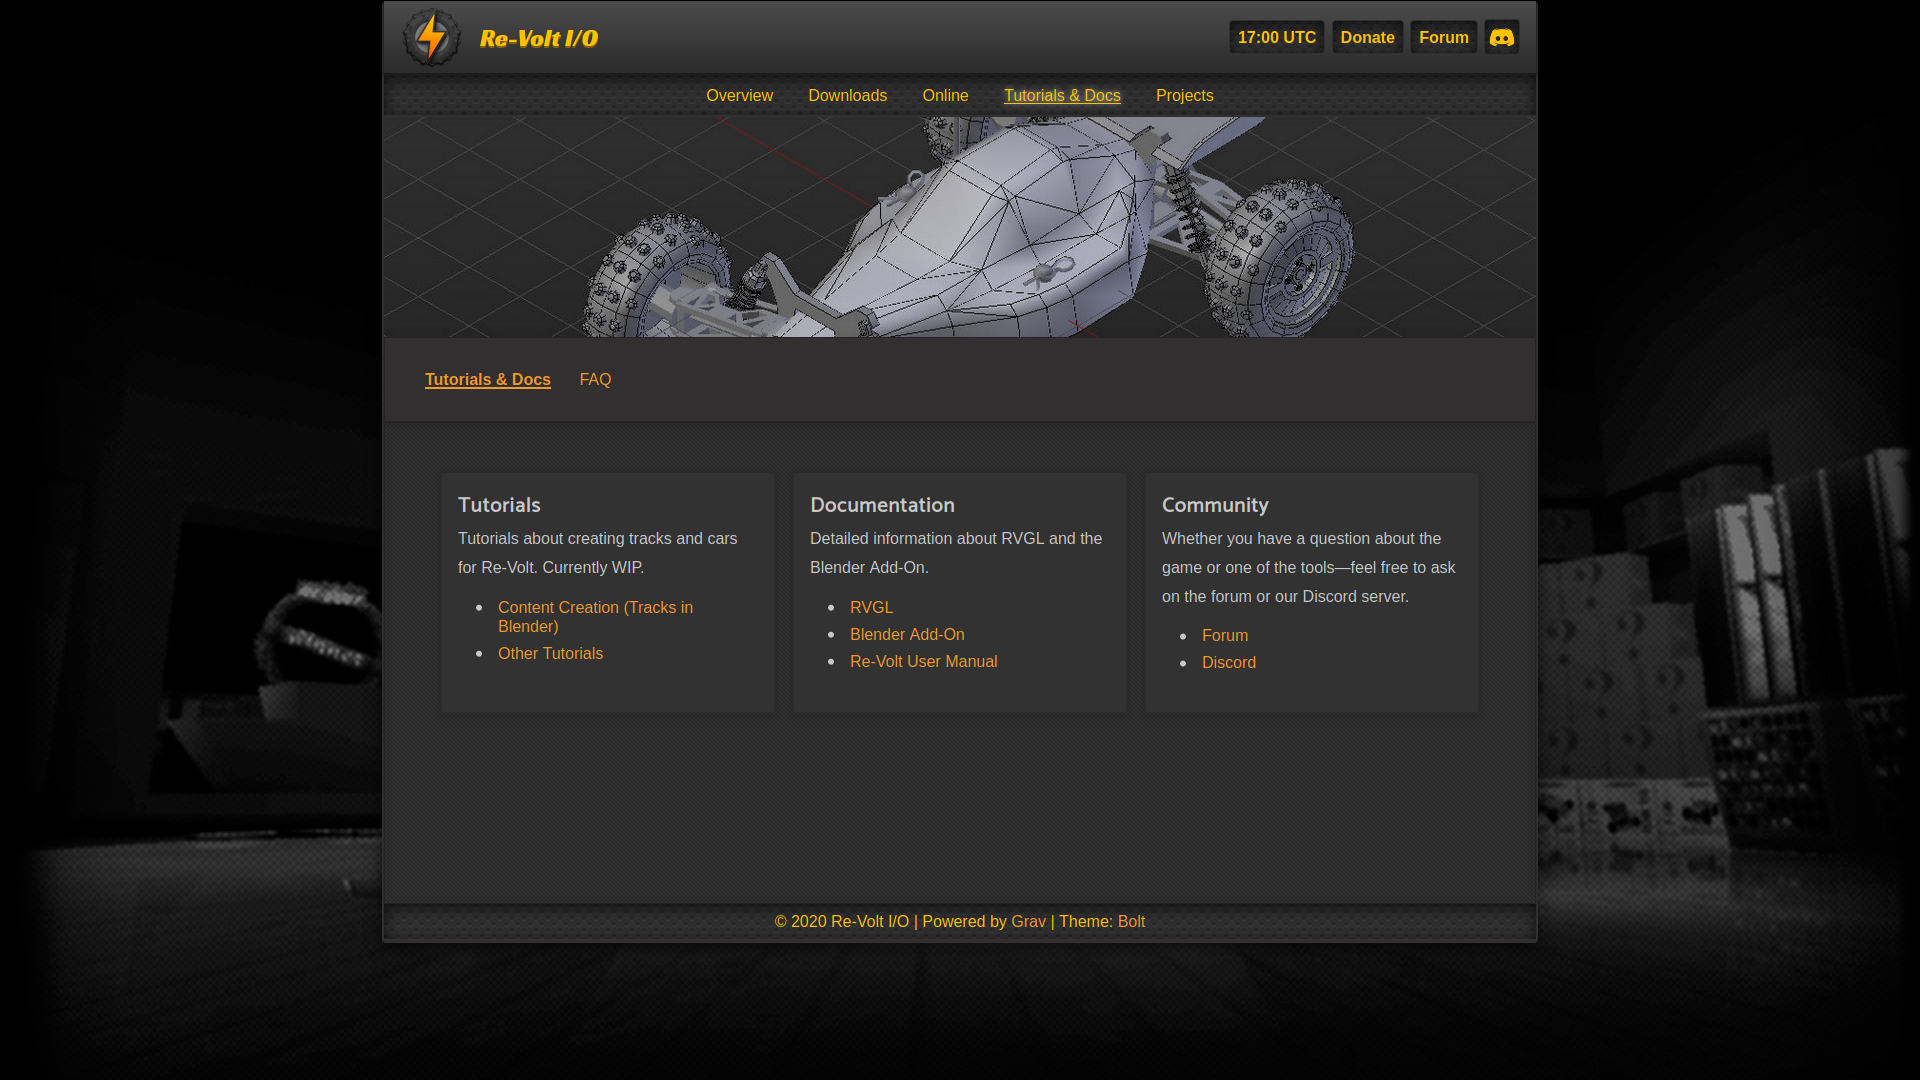 Re-Volt I/O
17:00 UTC
Donate
Forum
Overview
Downloads
Online
Tutorials & Docs
Projects
Tutorials & Docs
FAQ
Tutorials
Tutorials about creating tracks and cars
for Re-Volt. Currently WIP.
Content Creation (Tracks in
Blender)
Other Tutorials
Documentation
Detailed information about RVGL and the
Blender Add-On.
RVGL
Blender Add-On
Re-Volt User Manual
Community
Whether you have a question about the
game or one of the tools—feel free to ask
on the forum or our Discord server.
Forum
Discord
© 2020 Re-Volt I/O | Powered by Grav | Theme: Bolt